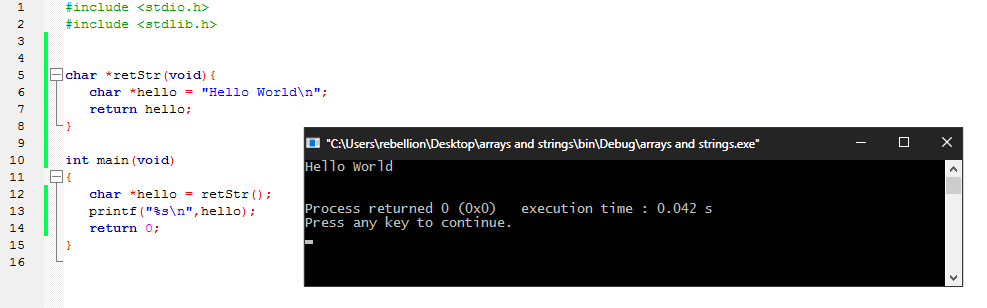 1 #include <stdio.h>
2 #include <stdlib.h>
3
4
5 char *retStr(void){
6 char *hello = "Hello World\n";
7 return hello;
8 }
9
10 int main(void)
11 {
12 char *hello = retStr();
13 printf("%s\n",hello);
14 return 0;
15 }
16
"C:\Users\rebellion\Desktop\arrays and strings\bin\Debug\arrays and strings.exe"
Hello World
Process returned 0 (0x0)   execution time : 0.042 s
Press any key to continue.